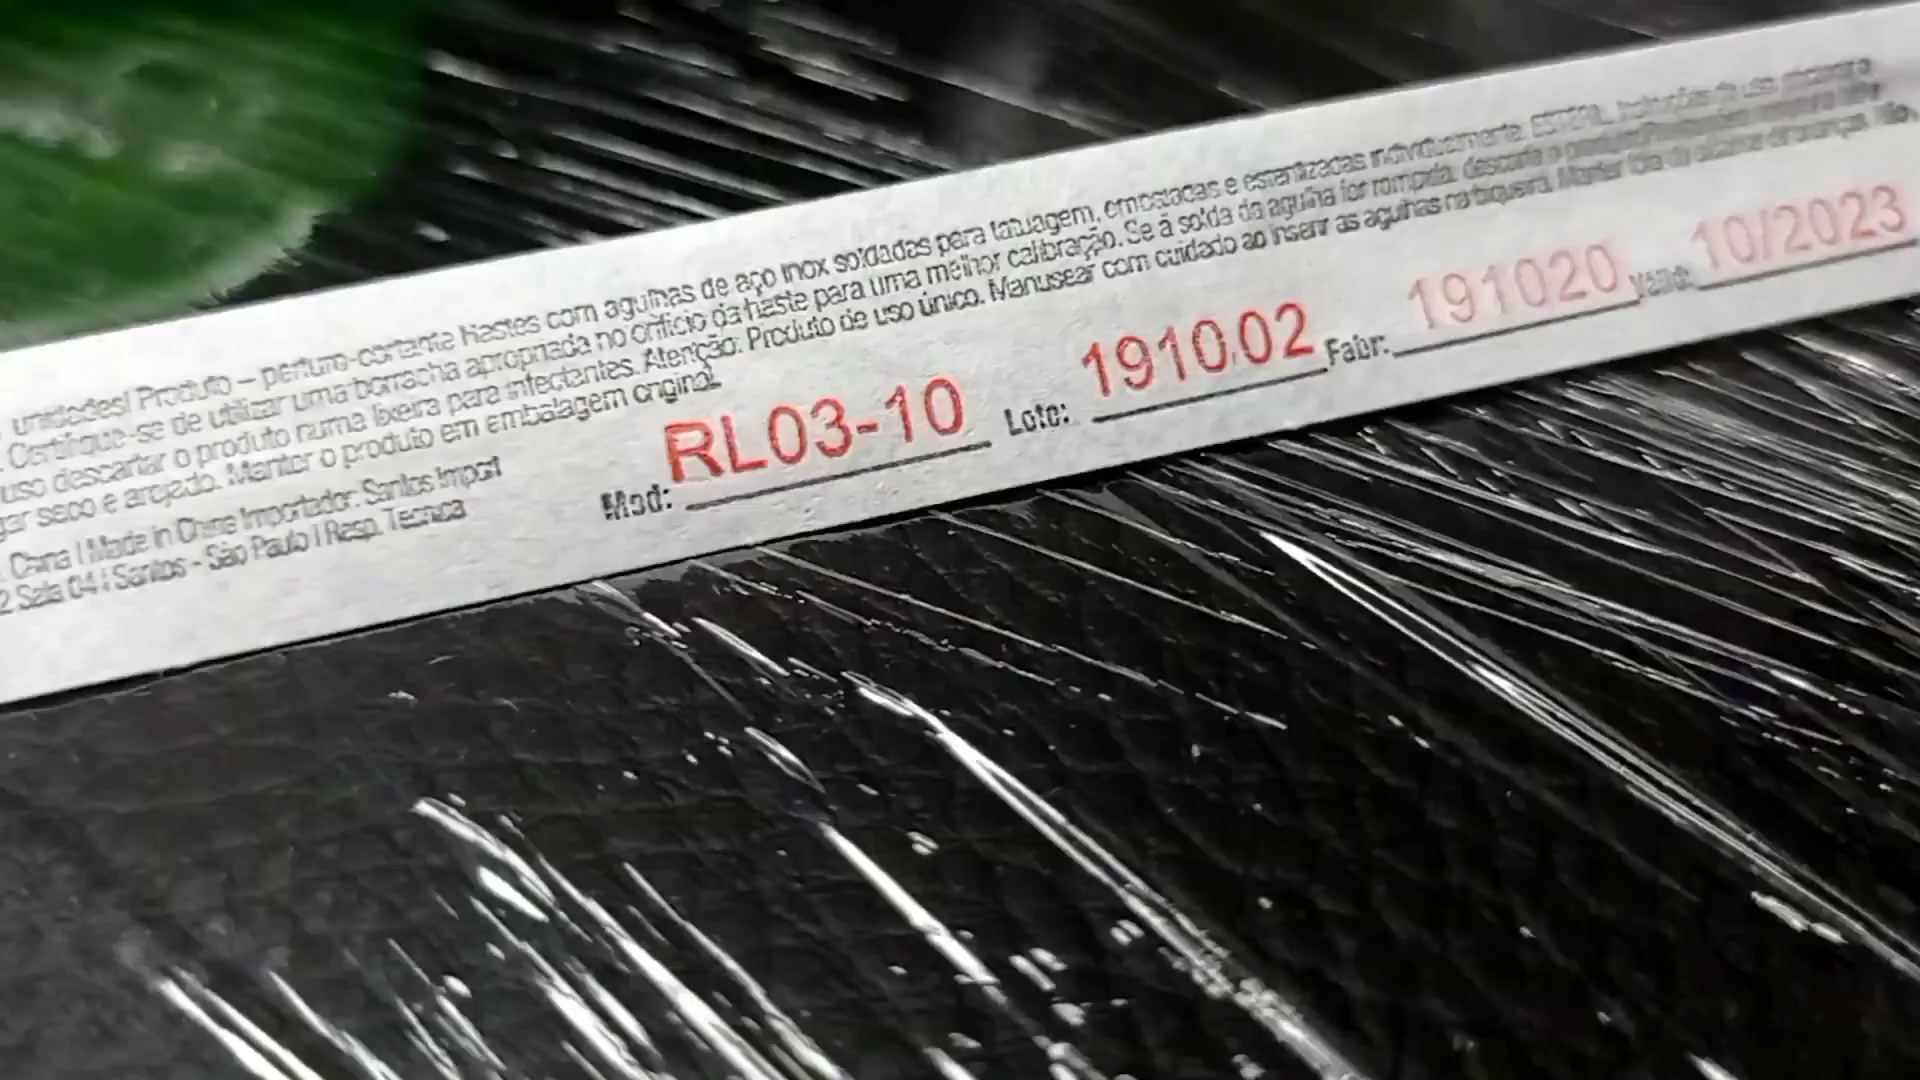 unidades| Produto – perfuro-cortante Hastes com agulhas de aço inox soldadas para tatuagem, e esterilizadas individualmente
Certifique-se de utilizar uma borracha apropriada no orifício da haste para uma melhor calibração. Se à solda da agulha for rompida, descarte o
uso descartar o produto numa lixeira para infectantes. Atenção: Produto de uso único. Manusear com cuidado ao inserir as agulhas na biqueira. Manter fora do alcance de crianças.
gar seco e arejado. Manter o produto em embalagem original.
China | Made in China Importador: Santos Import
2 Sala 04 | Santos - São Paulo | Resp. Técnica
Mod: RL03-10 Lote: 191002 Fabr: 191020 Valid: 10/2023